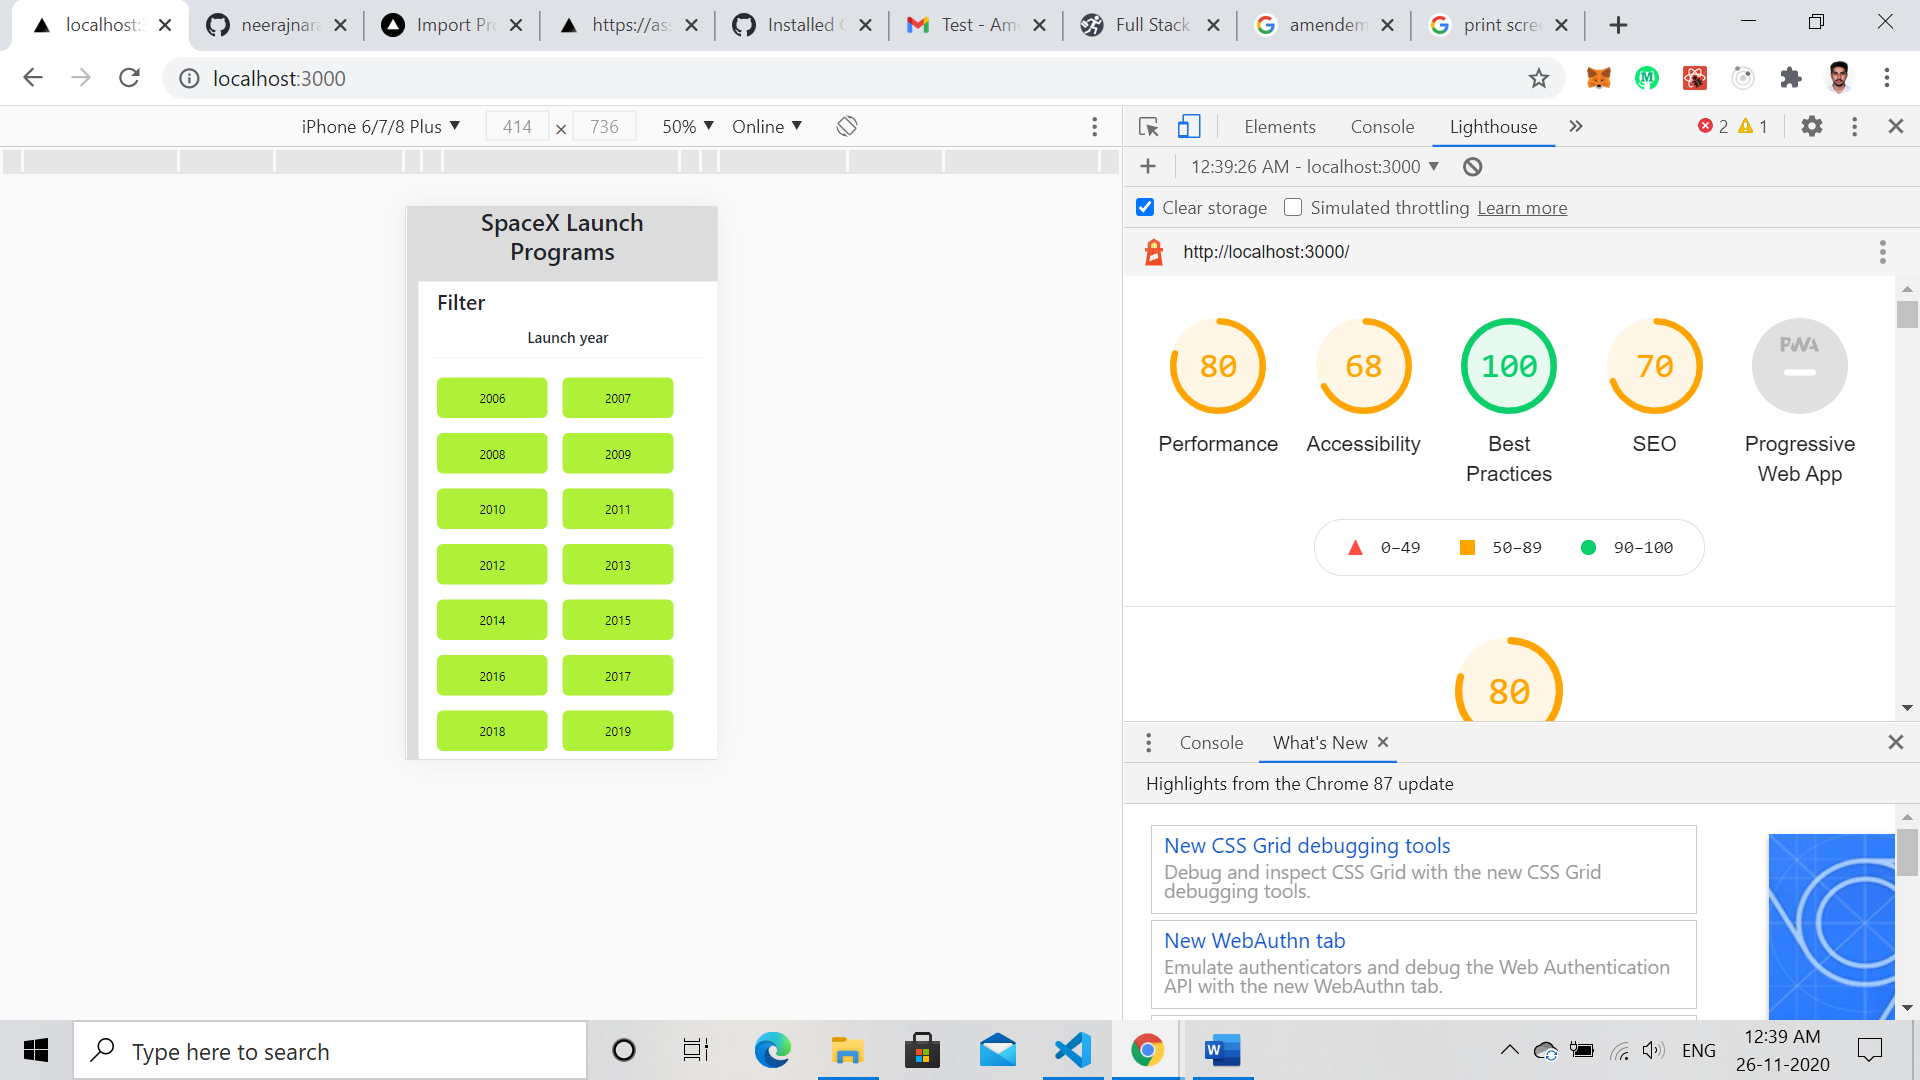 localhost:3
neerajnara
Import Pro
https://ass
Installed G
Test - Ame
Full Stack
amendem
print scree
localhost:3000
iPhone 6/7/8 Plus 414 × 736 50% Online
Elements Console Lighthouse 2 1
12:39:26 AM - localhost:3000
Clear storage Simulated throttling Learn more
http://localhost:3000/
SpaceX Launch
Programs
Filter
Launch year
2006 2007
2008 2009
2010 2011
2012 2013
2014 2015
2016 2017
2018 2019
80 68 100 70 PWA
Performance Accessibility Best
Practices SEO Progressive
Web App
0–49 50–89 90–100
80
Console What's New
Highlights from the Chrome 87 update
New CSS Grid debugging tools
Debug and inspect CSS Grid with the new CSS Grid
debugging tools.
New WebAuthn tab
Emulate authenticators and debug the Web Authentication
API with the new WebAuthn tab.
Type here to search
ENG
12:39 AM
26-11-2020